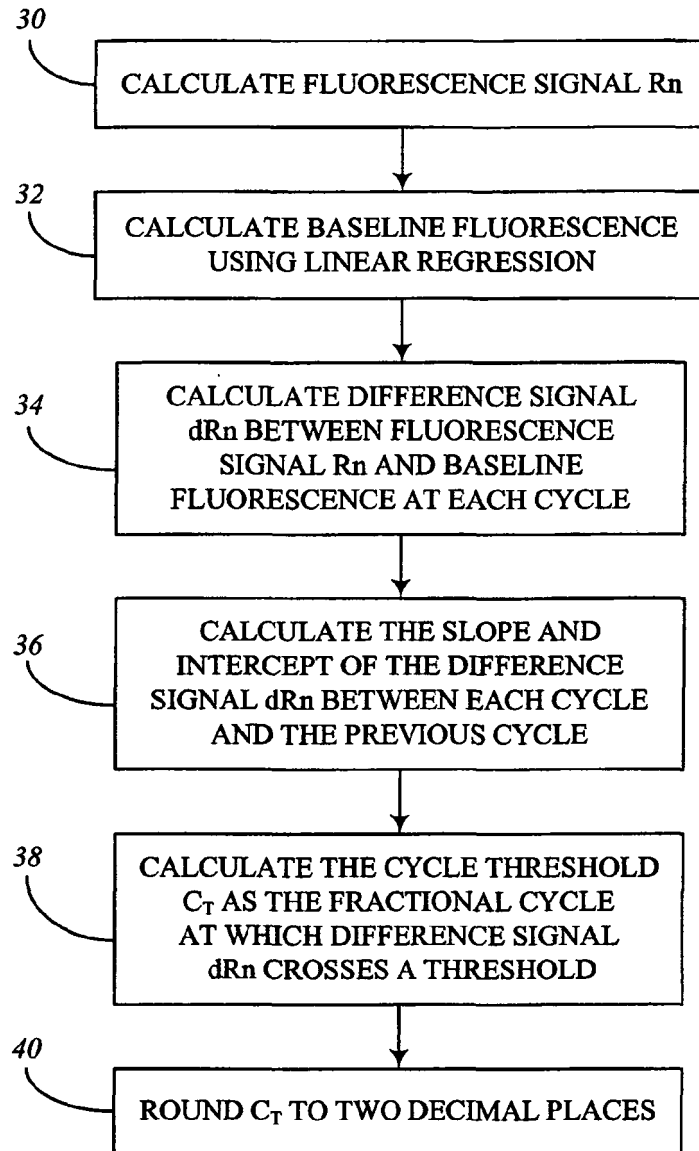 30
CALCULATE FLUORESCENCE SIGNAL Rn
32
CALCULATE BASELINE FLUORESCENCE
USING LINEAR REGRESSION
34
CALCULATE DIFFERENCE SIGNAL
dRn BETWEEN FLUORESCENCE
SIGNAL Rn AND BASELINE
FLUORESCENCE AT EACH CYCLE
36
CALCULATE THE SLOPE AND
INTERCEPT OF THE DIFFERENCE
SIGNAL dRn BETWEEN EACH CYCLE
AND THE PREVIOUS CYCLE
38
CALCULATE THE CYCLE THRESHOLD
C_T AS THE FRACTIONAL CYCLE
AT WHICH DIFFERENCE SIGNAL
dRn CROSSES A THRESHOLD
40
ROUND C_T TO TWO DECIMAL PLACES